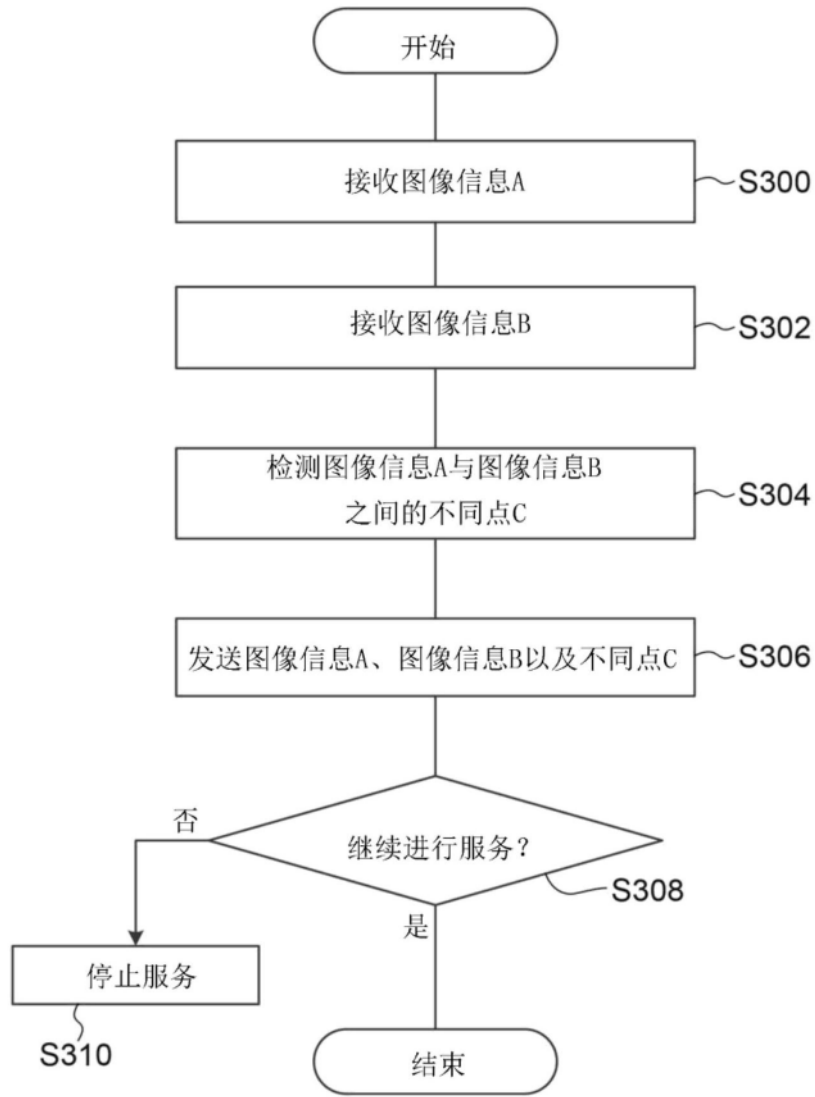 开始
接收图像信息A
S300
接收图像信息B
S302
检测图像信息A与图像信息B
之间的不同点C
S304
发送图像信息A、图像信息B以及不同点C
S306
否
继续进行服务？
S308
是
停止服务
S310
结束